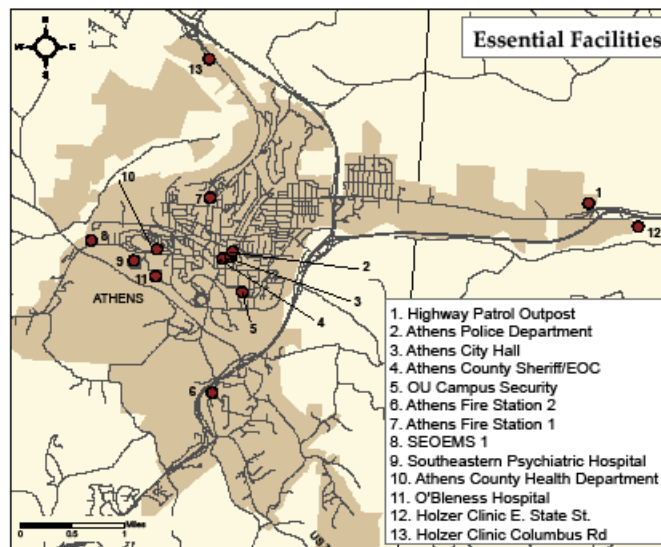 Essential Facilities
N
W
E
S
13
10
7
1
8
12
9
11
2
ATHENS
3
5
4
6
1. Highway Patrol Outpost
2. Athens Police Department
3. Athens City Hall
4. Athens County Sheriff/EOC
5. OU Campus Security
6. Athens Fire Station 2
7. Athens Fire Station 1
8. SEOEMS 1
9. Southeastern Psychiatric Hospital
10. Athens County Health Department
11. O'Bleness Hospital
12. Holzer Clinic E. State St.
13. Holzer Clinic Columbus Rd
0 0.5 1
Miles
US